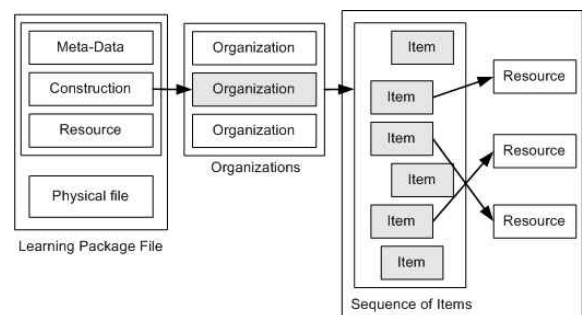 Meta-Data
Construction
Resource
Physical file
Learning Package File
Organization
Organization
Organization
Organizations
Item
Item
Item
Item
Item
Item
Sequence of Items
Resource
Resource
Resource